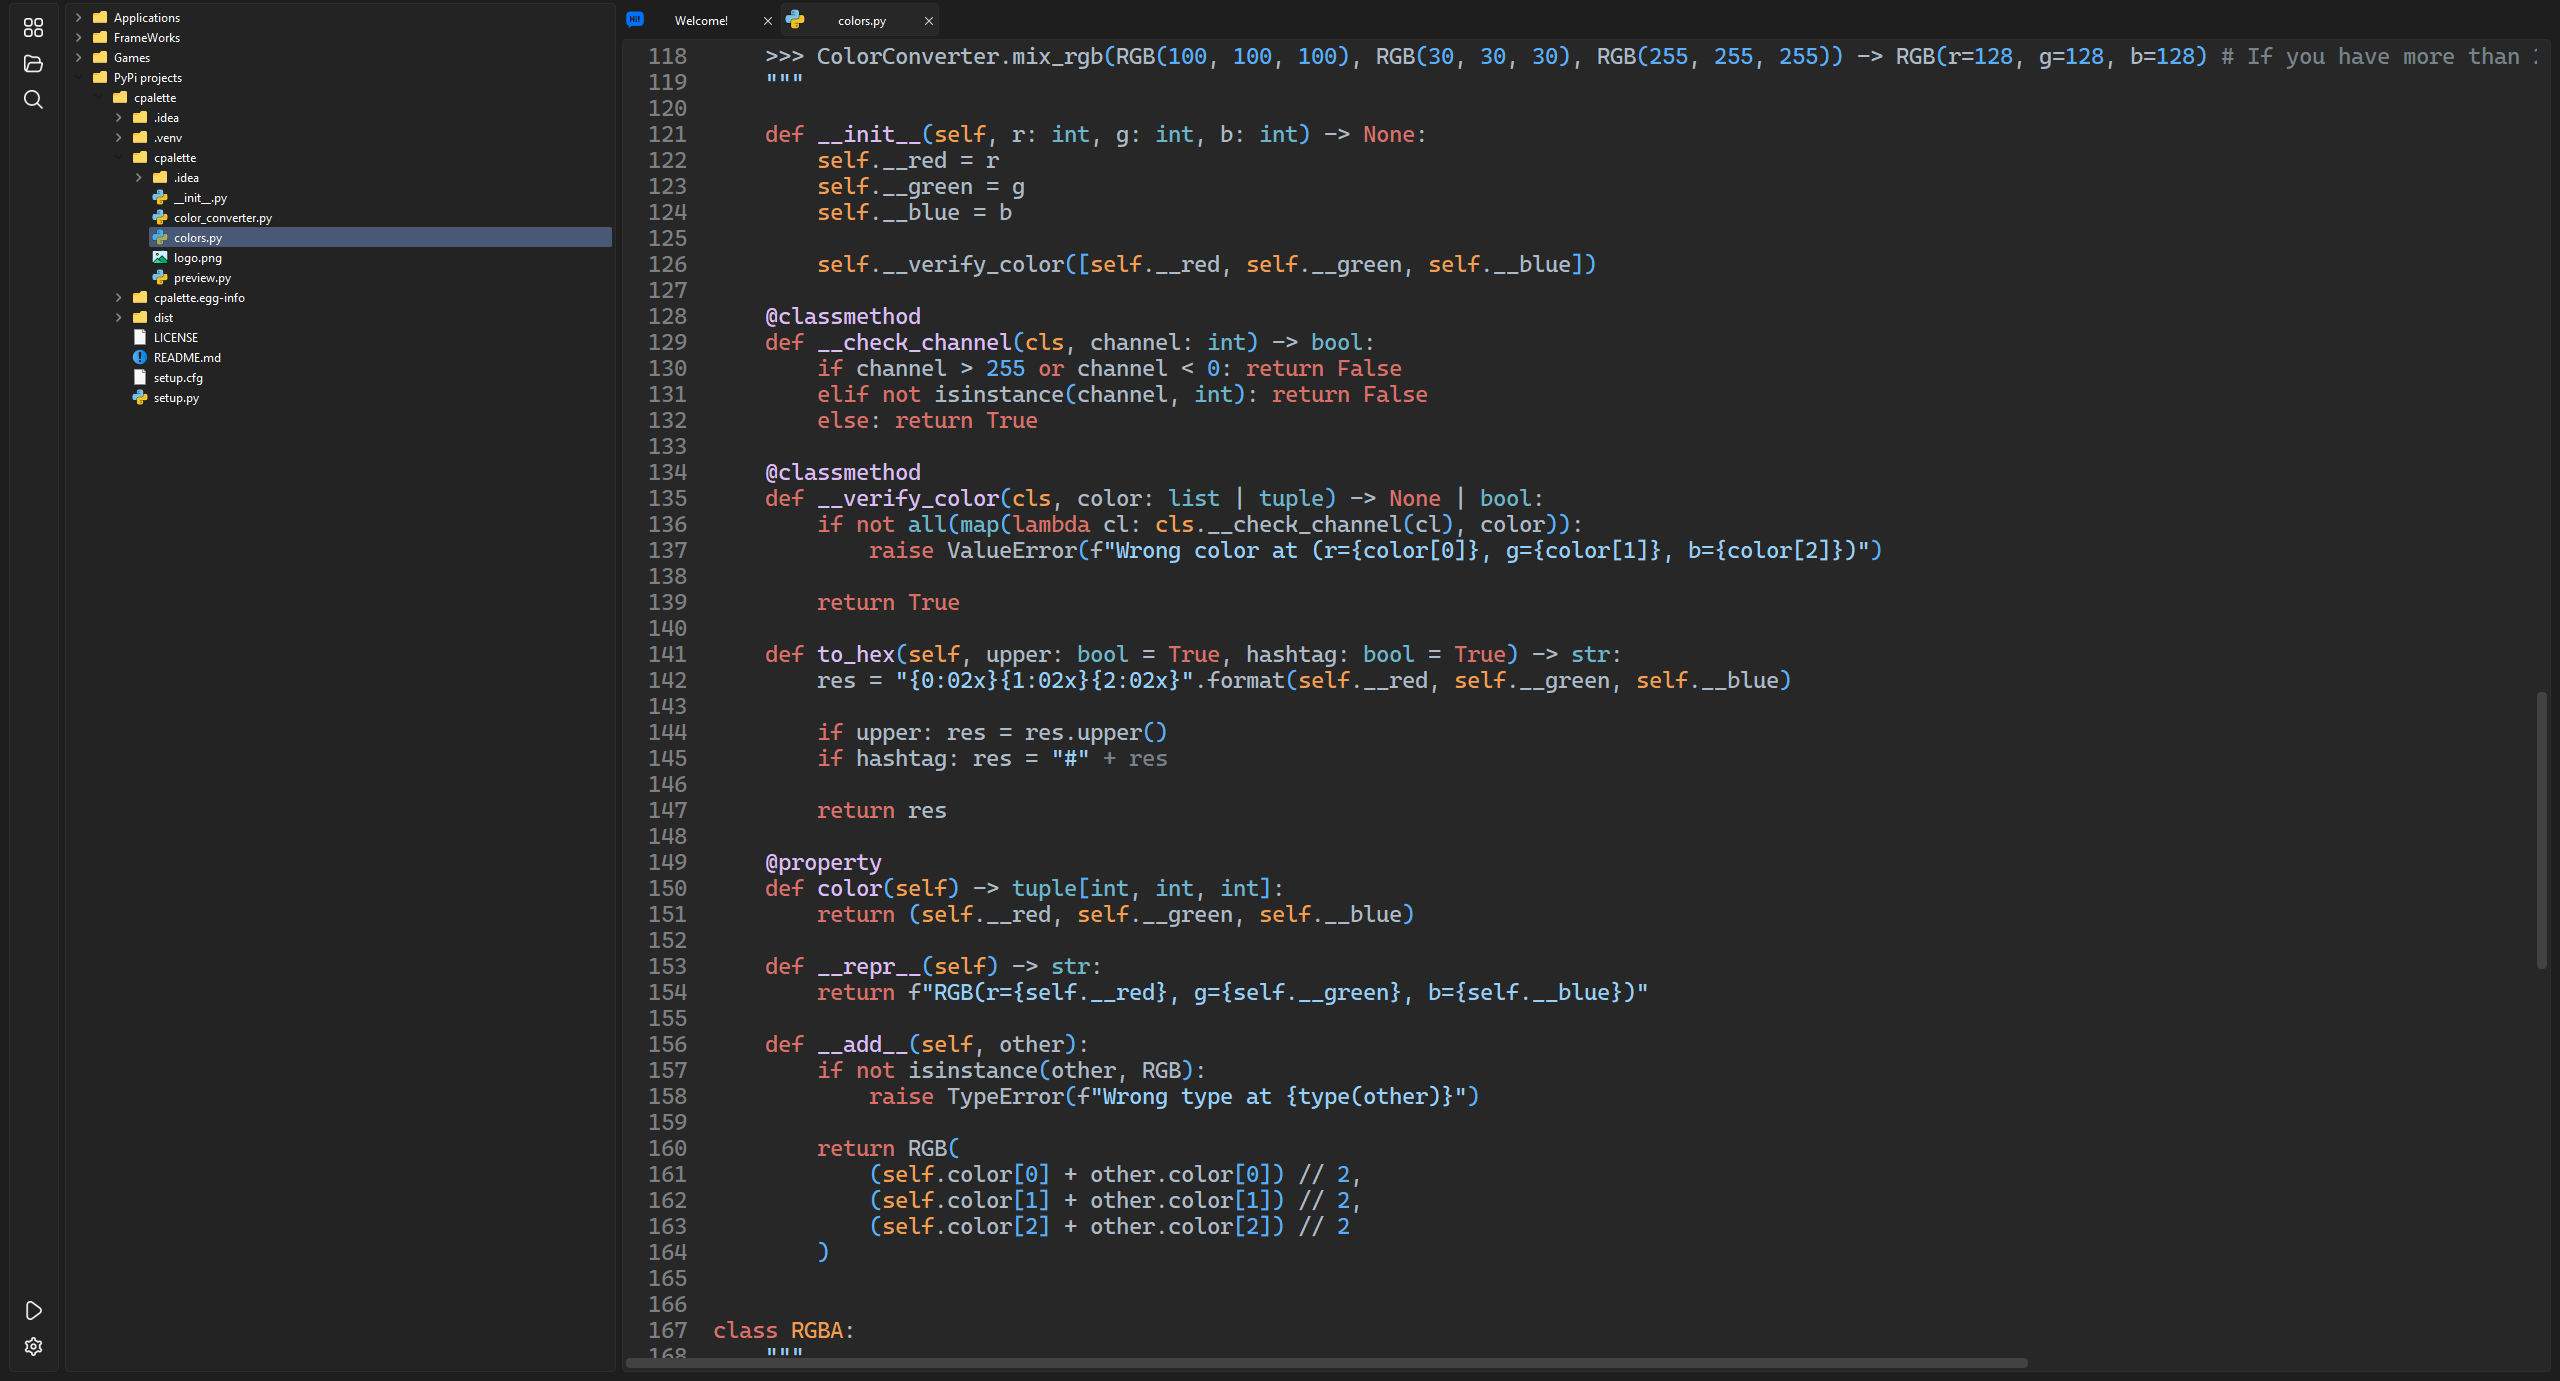 Applications
FrameWorks
Games
PyPi projects
cpalette
.idea
.venv
cpalette
.idea
__init__.py
color_converter.py
colors.py
logo.png
preview.py
cpalette.egg-info
dist
LICENSE
README.md
setup.cfg
setup.py
Hi!
Welcome!
colors.py
118     >>> ColorConverter.mix_rgb(RGB(100, 100, 100), RGB(30, 30, 30), RGB(255, 255, 255)) -> RGB(r=128, g=128, b=128) # If you have more than
119     """
120
121     def __init__(self, r: int, g: int, b: int) -> None:
122         self.__red = r
123         self.__green = g
124         self.__blue = b
125
126         self.__verify_color([self.__red, self.__green, self.__blue])
127
128     @classmethod
129     def __check_channel(cls, channel: int) -> bool:
130         if channel > 255 or channel < 0: return False
131         elif not isinstance(channel, int): return False
132         else: return True
133
134     @classmethod
135     def __verify_color(cls, color: list | tuple) -> None | bool:
136         if not all(map(lambda cl: cls.__check_channel(cl), color)):
137             raise ValueError(f"Wrong color at (r={color[0]}, g={color[1]}, b={color[2]})")
138
139         return True
140
141     def to_hex(self, upper: bool = True, hashtag: bool = True) -> str:
142         res = "{0:02x}{1:02x}{2:02x}".format(self.__red, self.__green, self.__blue)
143
144         if upper: res = res.upper()
145         if hashtag: res = "#" + res
146
147         return res
148
149     @property
150     def color(self) -> tuple[int, int, int]:
151         return (self.__red, self.__green, self.__blue)
152
153     def __repr__(self) -> str:
154         return f"RGB(r={self.__red}, g={self.__green}, b={self.__blue})"
155
156     def __add__(self, other):
157         if not isinstance(other, RGB):
158             raise TypeError(f"Wrong type at {type(other)}")
159
160         return RGB(
161             (self.color[0] + other.color[0]) // 2,
162             (self.color[1] + other.color[1]) // 2,
163             (self.color[2] + other.color[2]) // 2
164         )
165
166
167 class RGBA:
168     """